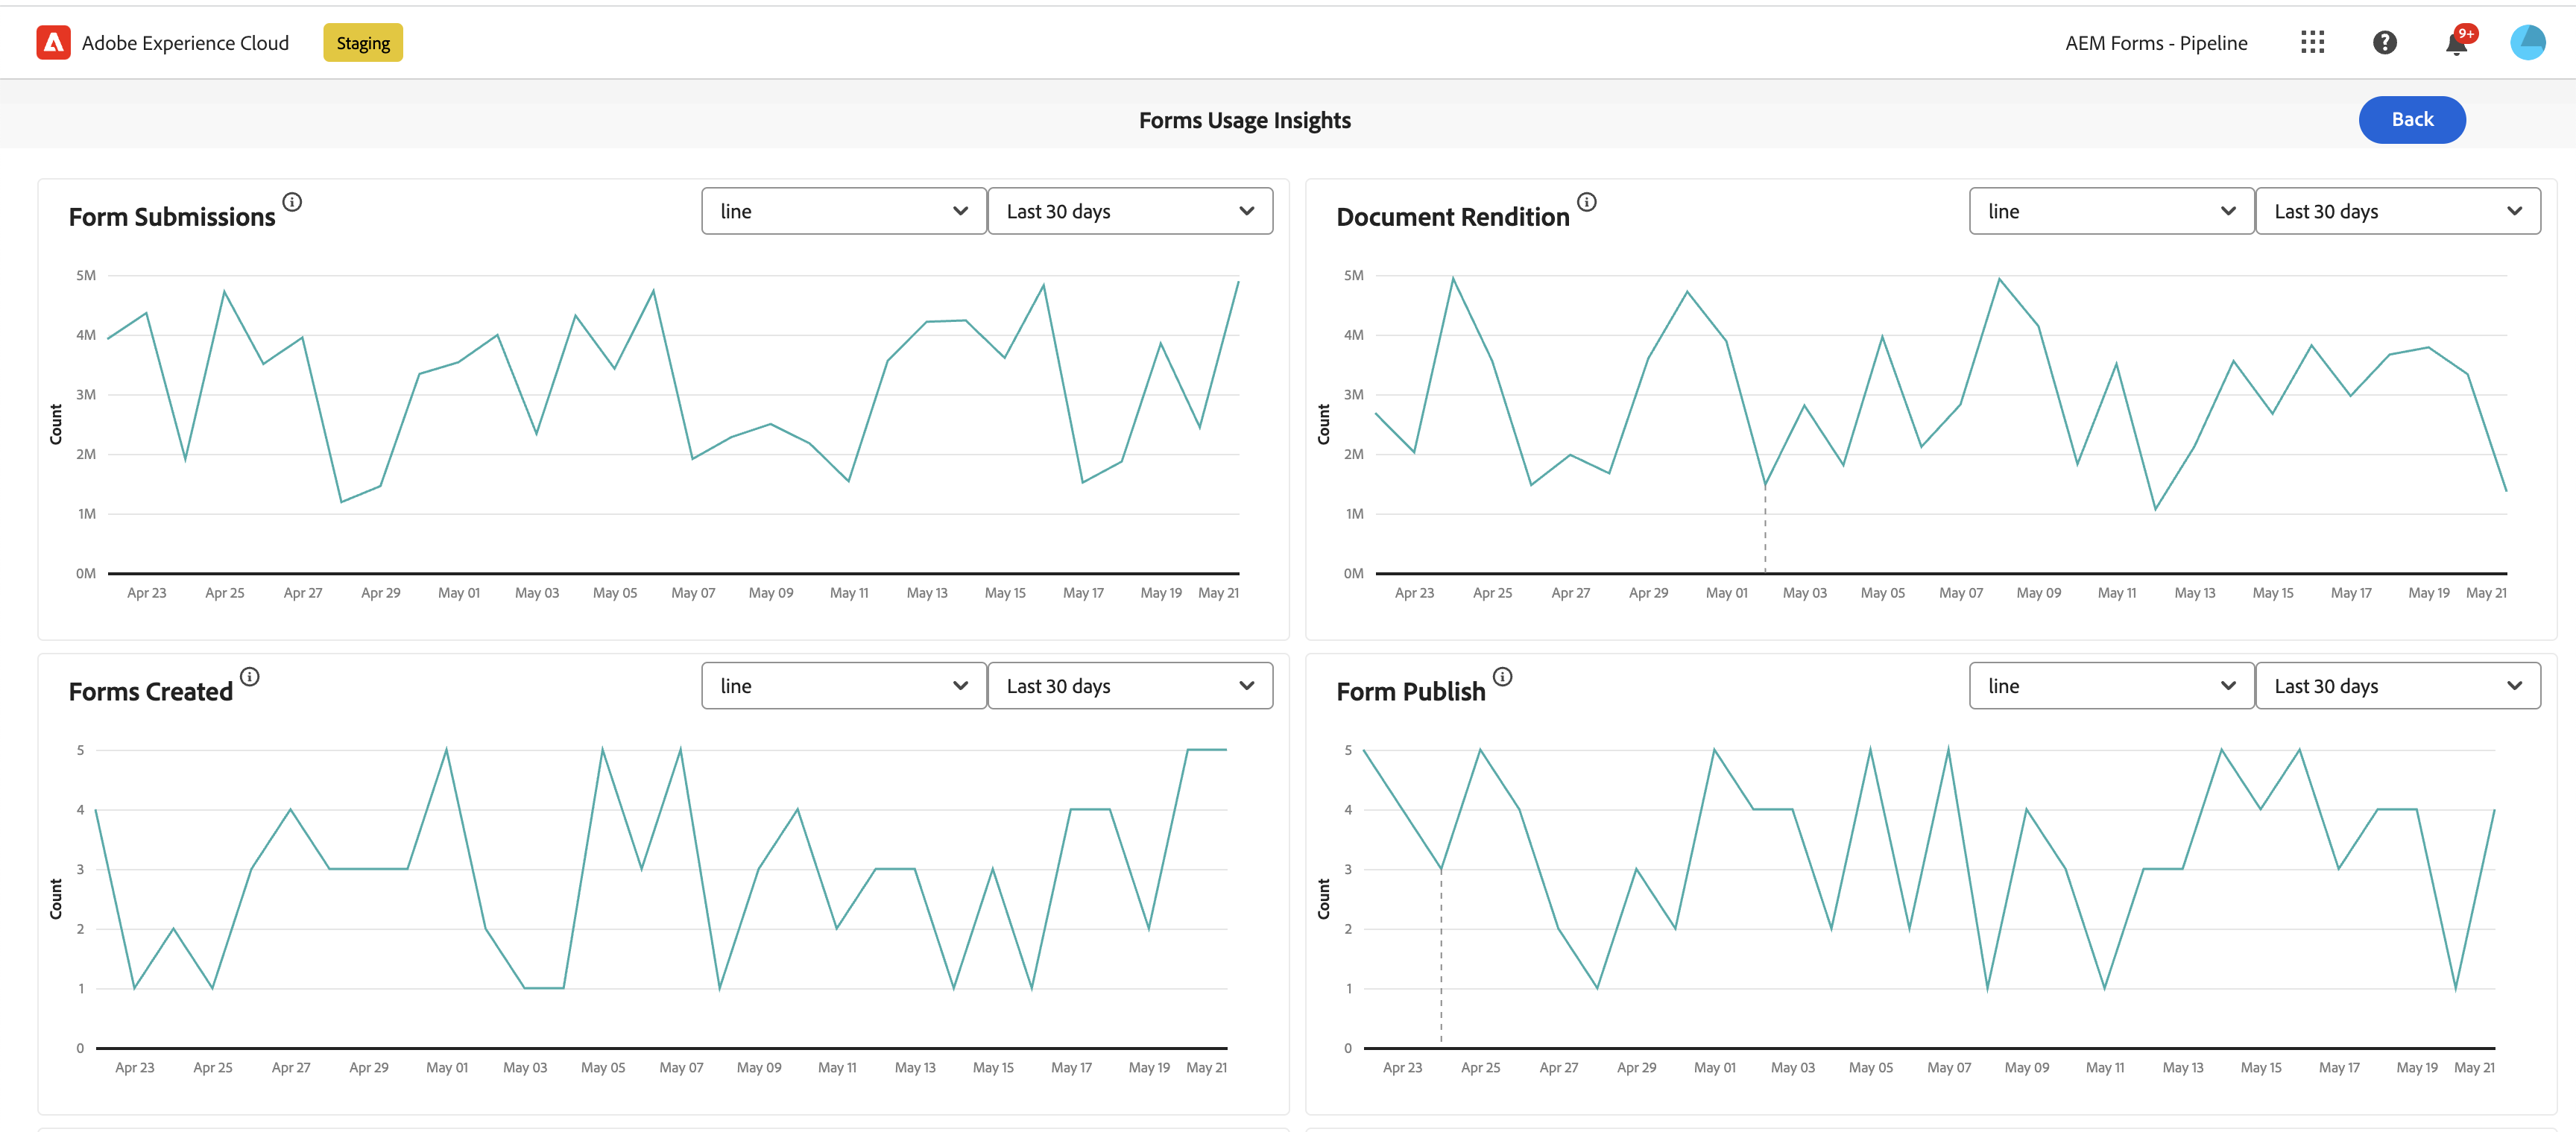 Adobe Experience Cloud
Staging
AEM Forms - Pipeline
9+
Forms Usage Insights
Back
Form Submissions
line
Last 30 days
5M
4M
3M
2M
1M
0M
Count
Apr 23 Apr 25 Apr 27 Apr 29 May 01 May 03 May 05 May 07 May 09 May 11 May 13 May 15 May 17 May 19 May 21
Document Rendition
line
Last 30 days
5M
4M
3M
2M
1M
0M
Count
Apr 23 Apr 25 Apr 27 Apr 29 May 01 May 03 May 05 May 07 May 09 May 11 May 13 May 15 May 17 May 19 May 21
Forms Created
line
Last 30 days
5
4
3
2
1
0
Count
Apr 23 Apr 25 Apr 27 Apr 29 May 01 May 03 May 05 May 07 May 09 May 11 May 13 May 15 May 17 May 19 May 21
Form Publish
line
Last 30 days
5
4
3
2
1
0
Count
Apr 23 Apr 25 Apr 27 Apr 29 May 01 May 03 May 05 May 07 May 09 May 11 May 13 May 15 May 17 May 19 May 21